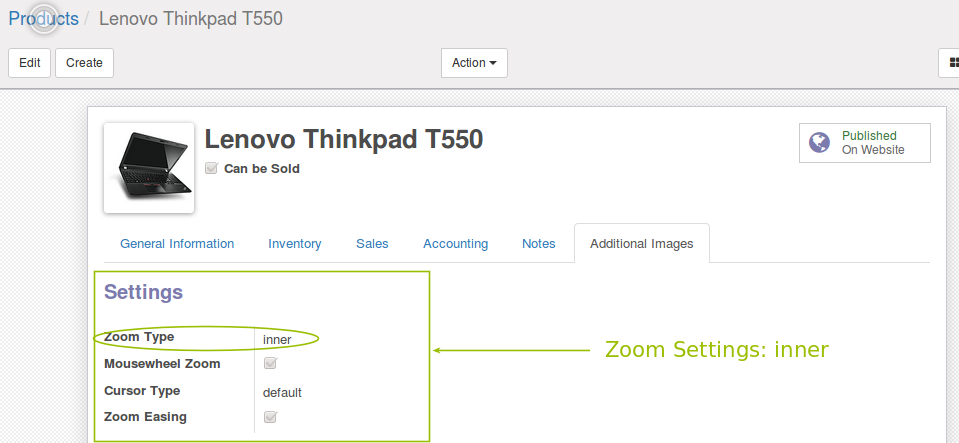 Products / Lenovo Thinkpad T550
Edit Create Action
Lenovo Thinkpad T550
Can be Sold
Published
On Website
General Information Inventory Sales Accounting Notes Additional Images
Settings
Zoom Type inner
Mousewheel Zoom
Cursor Type default
Zoom Easing
Zoom Settings: inner